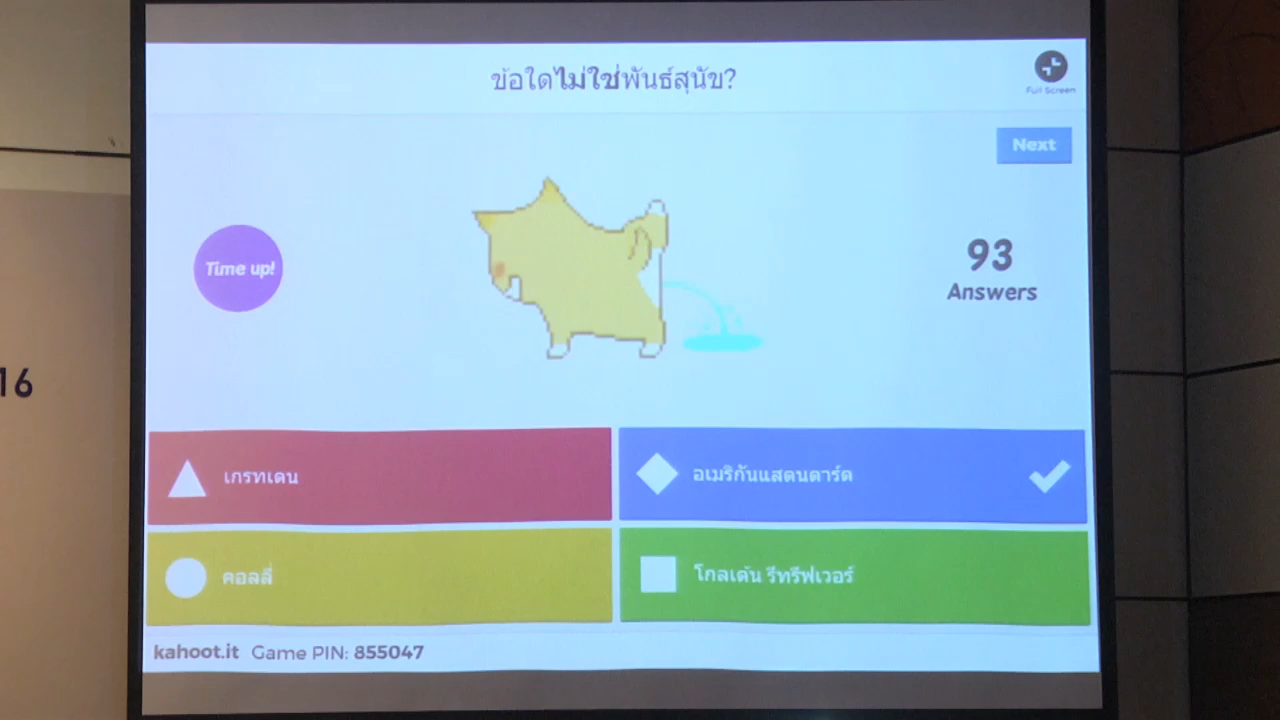 ข้อใดไม่ใช่พันธ์สุนัข?
Full Screen
Next
Time up!
93
Answers
16
เกรทเดน
อเมริกันแสตนดาร์ด
คอลลี่
โกลเด้น รีทรีฟเวอร์
kahoot.it Game PIN: 855047